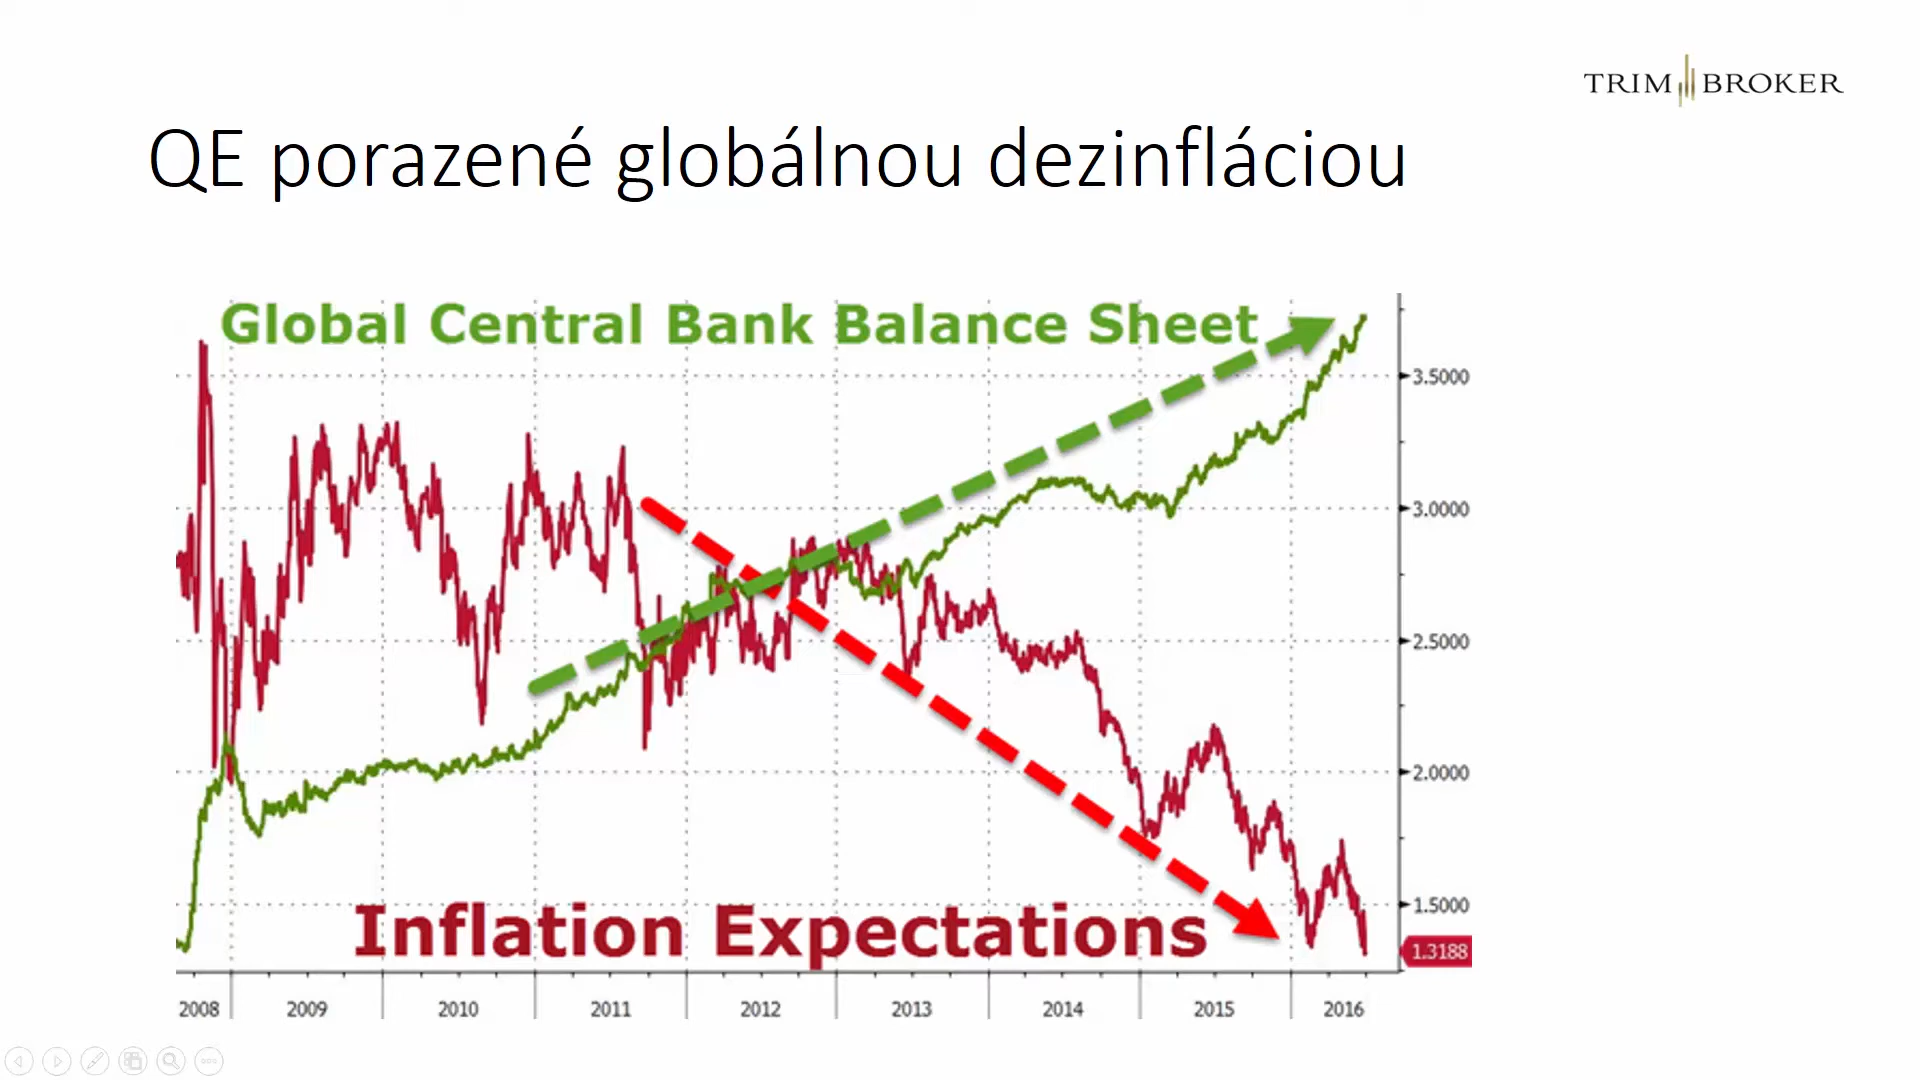 TRIM BROKER
QE porazené globálnou dezinfláciou
Global Central Bank Balance Sheet
3.5000
3.0000
2.5000
2.0000
1.5000
1.3188
Inflation Expectations
2008 2009 2010 2011 2012 2013 2014 2015 2016